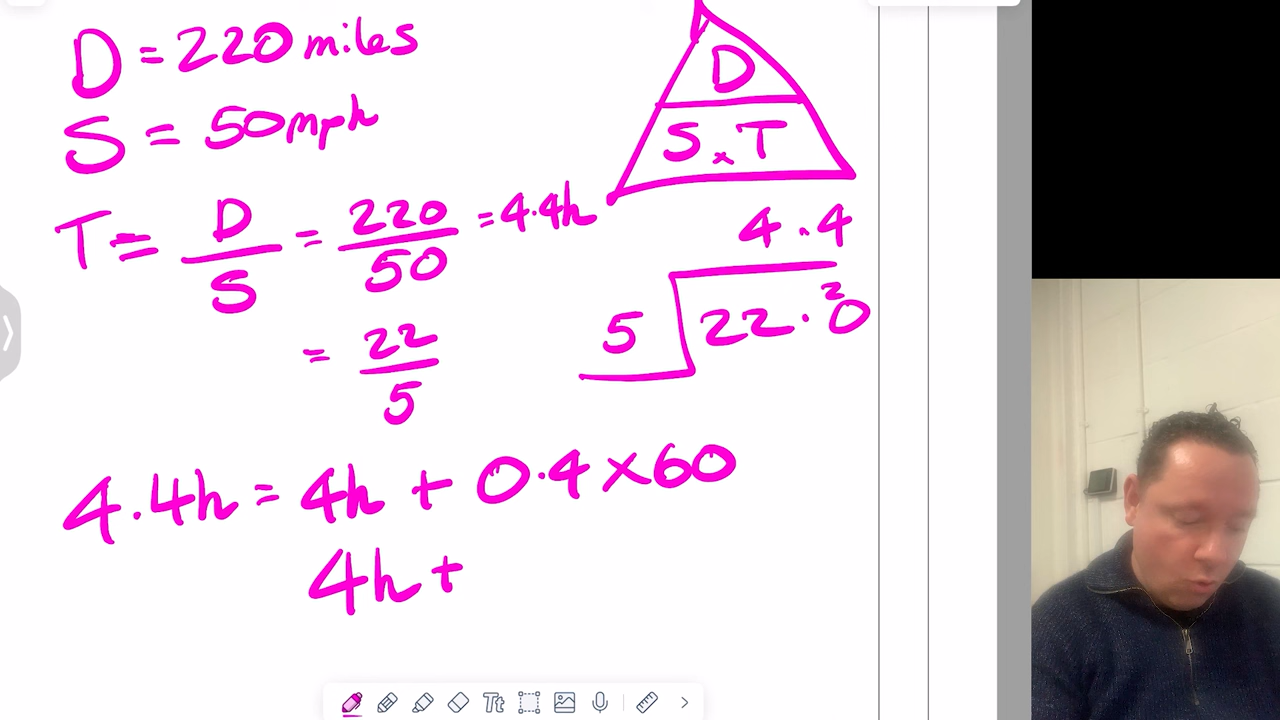 D = 220 miles
S = 50mph
T = D/S = 220/50 = 4.4h
= 22/5
D
S × T
4.4
5 22.²0
4.4h = 4h + 0.4 × 60
4h +
Tt